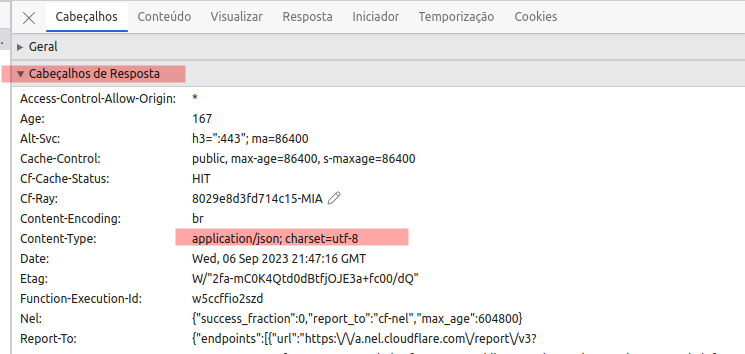 Cabeçalhos Conteúdo Visualizar Resposta Iniciador Temporização Cookies
Geral
Cabeçalhos de Resposta
Access-Control-Allow-Origin: *
Age: 167
Alt-Svc: h3=":443"; ma=86400
Cache-Control: public, max-age=86400, s-maxage=86400
Cf-Cache-Status: HIT
Cf-Ray: 8029e8d3fd714c15-MIA
Content-Encoding: br
Content-Type: application/json; charset=utf-8
Date: Wed, 06 Sep 2023 21:47:16 GMT
Etag: W/"2fa-mC0K4Qtd0dBtfjOJE3a+fc00/dQ"
Function-Execution-Id: w5ccffio2szd
Nel: {"success_fraction":0,"report_to":"cf-nel","max_age":604800}
Report-To: {"endpoints":[{"url":"https:\/\/a.nel.cloudflare.com\/report\/v3?